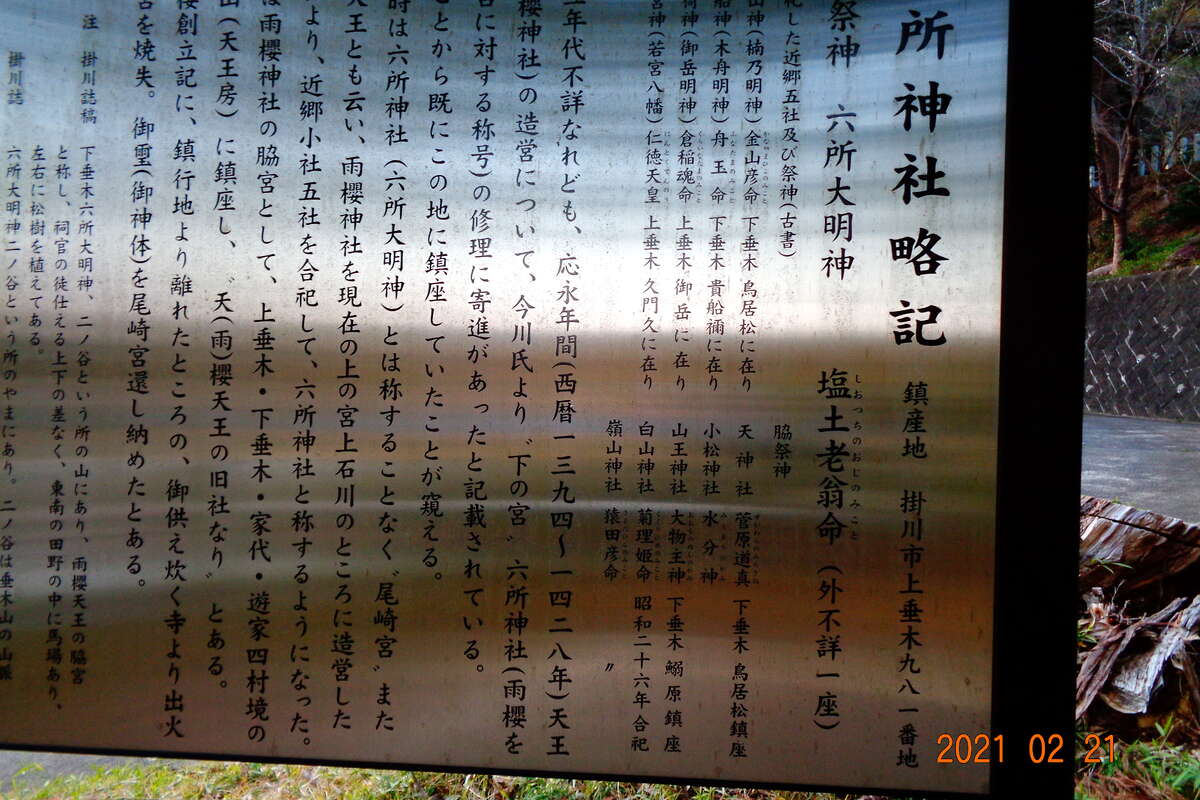 所神社略記
鎮産地 掛川市上垂木九八一番地
祭神 六所大明神 塩土老翁命(外不詳一座)
しおつちのおじのみこと
祀した近郷五社及び祭神(古書)
山神(楠乃明神)金山彦命 下垂木 鳥居松に在り
船神(木舟明神)舟玉命 下垂木 貴船禰に在り
荷神(御岳明神)倉稲魂命 上垂木 御岳に在り
宮神(若宮八幡)仁徳天皇 上垂木 久門久に在り
脇祭神
天神社 菅原道真 下垂木 鳥居松鎮座
小松神社 水分神
山王神社 大物主神 下垂木 鰯原鎮座
白山神社 菊理姫命 昭和二十六年合祀
嶺山神社 猿田彦命 〃
立年代不詳なれども、応永年間(西暦一三九四〜一四二八年)天王
櫻神社)の造営について、今川氏より〝下の宮〟六所神社(雨櫻を
宮に対する称号)の修理に寄進があったと記載されている。
ことから既にこの地に鎮座していたことが窺える。
時は六所神社(六所大明神)とは称することなく〝尾崎宮〟また
天王とも云い、雨櫻神社を現在の上の宮上石川のところに造営した
より、近郷小社五社を合祀して、六所神社と称するようになった。
は雨櫻神社の脇宮として、上垂木・下垂木・家代・遊家四村境の
山(天王房)に鎮座し、〝天(雨)櫻天王の旧社なり〟とある。
櫻創立記に、鎮行地より離れたところの、御供え炊く寺より出火
宮を焼失。御霊(御神体)を尾崎宮還し納めたとある。
注 掛川誌稿 下垂木六所大明神、二ノ谷という所の山にあり、雨櫻天王の脇宮
と称し、祠官の徒仕える上下の差なく、東南の田野の中に馬場あり、
左右に松樹を植えてある。
掛川誌 六所大明神二ノ谷という所のやまにあり。二ノ谷は垂木山の山脈
2021 02 21